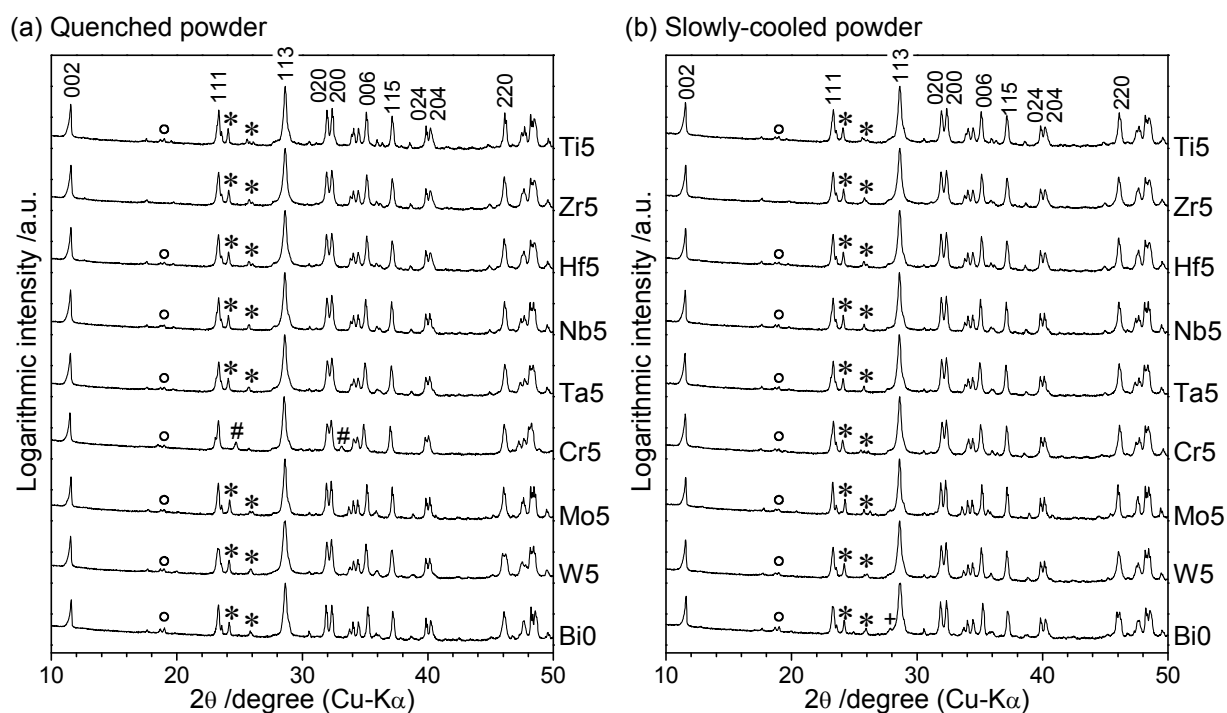 (a) Quenched powder
002
111
113
020
200
006
115
024
204
220
* *
Ti5
* *
Zr5
* *
Hf5
* *
Nb5
* *
Ta5
# #
Cr5
* *
Mo5
* *
W5
* *
Bi0
Logarithmic intensity /a.u.
10 20 30 40 50
2θ /degree (Cu-Kα)
(b) Slowly-cooled powder
002
111
113
020
200
006
115
024
204
220
* *
Ti5
* *
Zr5
* *
Hf5
* *
Nb5
* *
Ta5
* *
Cr5
* *
Mo5
* *
W5
* * +
Bi0
Logarithmic intensity /a.u.
10 20 30 40 50
2θ /degree (Cu-Kα)